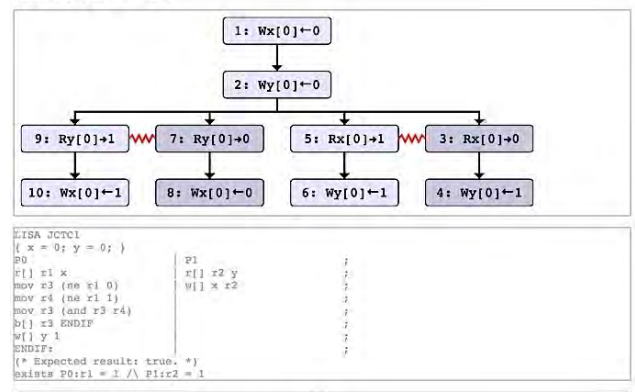 1: Wx[0]←0
2: Wy[0]←0
9: Ry[0]→1 7: Ry[0]→0 5: Rx[0]→1 3: Rx[0]→0
10: Wx[0]←1 8: Wx[0]←0 6: Wy[0]←1 4: Wy[0]←1
LISA JCTC1
{ x = 0; y = 0; }
P0 | P1 ;
r[] r1 x | r[] r2 y ;
mov r3 (ne r1 0) | w[] x r2 ;
mov r4 (ne r1 1) | ;
mov r3 (and r3 r4) | ;
b[] r3 ENDIF | ;
w[] y 1 | ;
ENDIF: | ;
(* Expected result: true. *)
exists P0:r1 = 1 /\ P1:r2 = 1